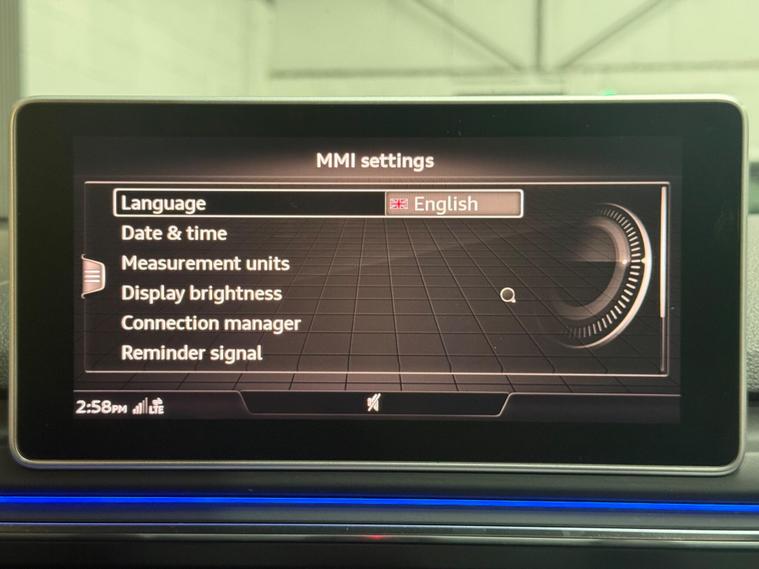 MMI settings
Language English
Date & time
Measurement units
Display brightness
Connection manager
Reminder signal
2:58PM LTE